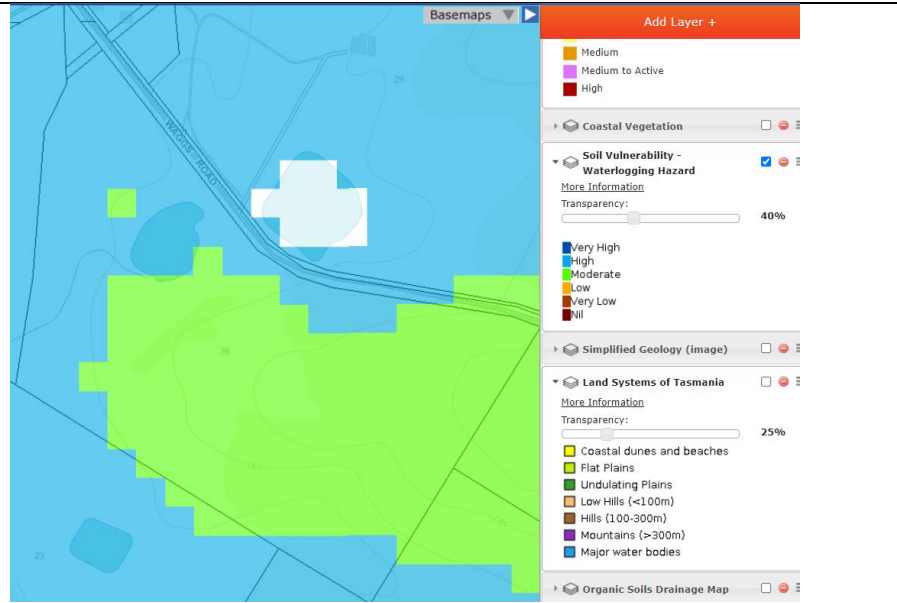 Basemaps
29
WAGGS ROAD
36
23
Add Layer +
Medium
Medium to Active
High
Coastal Vegetation
Soil Vulnerability -
Waterlogging Hazard
More Information
Transparency:
40%
Very High
High
Moderate
Low
Very Low
Nil
Simplified Geology (image)
Land Systems of Tasmania
More Information
Transparency:
25%
Coastal dunes and beaches
Flat Plains
Undulating Plains
Low Hills (<100m)
Hills (100-300m)
Mountains (>300m)
Major water bodies
Organic Soils Drainage Map